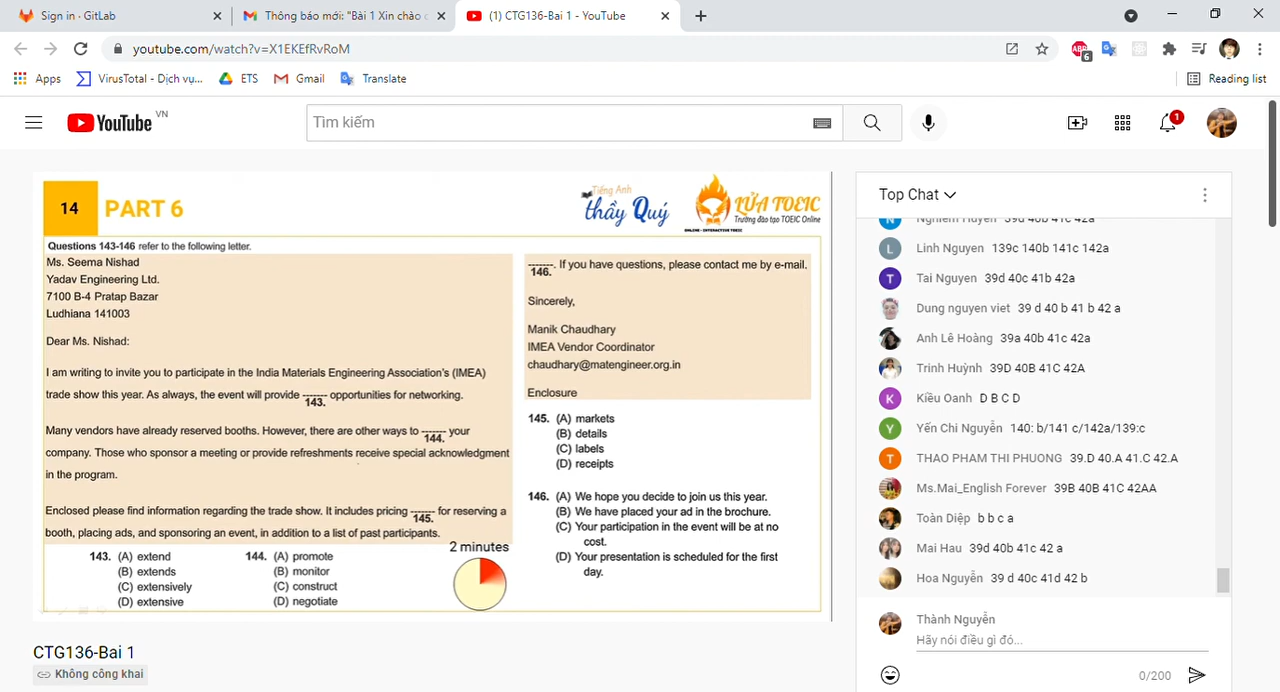 Sign in · GitLab
Thông báo mới: "Bài 1 Xin chào c
(1) CTG136-Bai 1 - YouTube
youtube.com/watch?v=X1EKEfRvRoM
ABP
6
Apps
VirusTotal - Dịch vụ...
ETS
Gmail
Translate
Reading list
YouTube VN
Tìm kiếm
1
14
PART 6
Tiếng Anh
thầy Quý
LỬA TOEIC
Trường đào tạo TOEIC Online
ONLINE - INTERACTIVE TOEIC
Questions 143-146 refer to the following letter.
Ms. Seema Nishad
Yadav Engineering Ltd.
7100 B-4 Pratap Bazar
Ludhiana 141003
Dear Ms. Nishad:
I am writing to invite you to participate in the India Materials Engineering Association's (IMEA)
trade show this year. As always, the event will provide ------- opportunities for networking.
143.
Many vendors have already reserved booths. However, there are other ways to ------- your
144.
company. Those who sponsor a meeting or provide refreshments receive special acknowledgment
in the program.
Enclosed please find information regarding the trade show. It includes pricing ------- for reserving a
145.
booth, placing ads, and sponsoring an event, in addition to a list of past participants.
-------. If you have questions, please contact me by e-mail.
146.
Sincerely,
Manik Chaudhary
IMEA Vendor Coordinator
chaudhary@matengineer.org.in
Enclosure
143. (A) extend
(B) extends
(C) extensively
(D) extensive
144. (A) promote
(B) monitor
(C) construct
(D) negotiate
2 minutes
145. (A) markets
(B) details
(C) labels
(D) receipts
146. (A) We hope you decide to join us this year.
(B) We have placed your ad in the brochure.
(C) Your participation in the event will be at no
cost.
(D) Your presentation is scheduled for the first
day.
CTG136-Bai 1
Không công khai
Top Chat
N Nghiem Huyen 39d 40b 41c 42a
L Linh Nguyen 139c 140b 141c 142a
T Tai Nguyen 39d 40c 41b 42a
Dung nguyen viet 39 d 40 b 41 b 42 a
Anh Lê Hoàng 39a 40b 41c 42a
Trinh Huỳnh 39D 40B 41C 42A
K Kiều Oanh D B C D
Y Yến Chi Nguyễn 140: b/141 c/142a/139:c
T THAO PHAM THI PHUONG 39.D 40.A 41.C 42.A
Ms.Mai_English Forever 39B 40B 41C 42AA
Toàn Diệp b b c a
Mai Hau 39d 40b 41c 42 a
Hoa Nguyễn 39 d 40c 41d 42 b
Thành Nguyễn
Hãy nói điều gì đó...
0/200